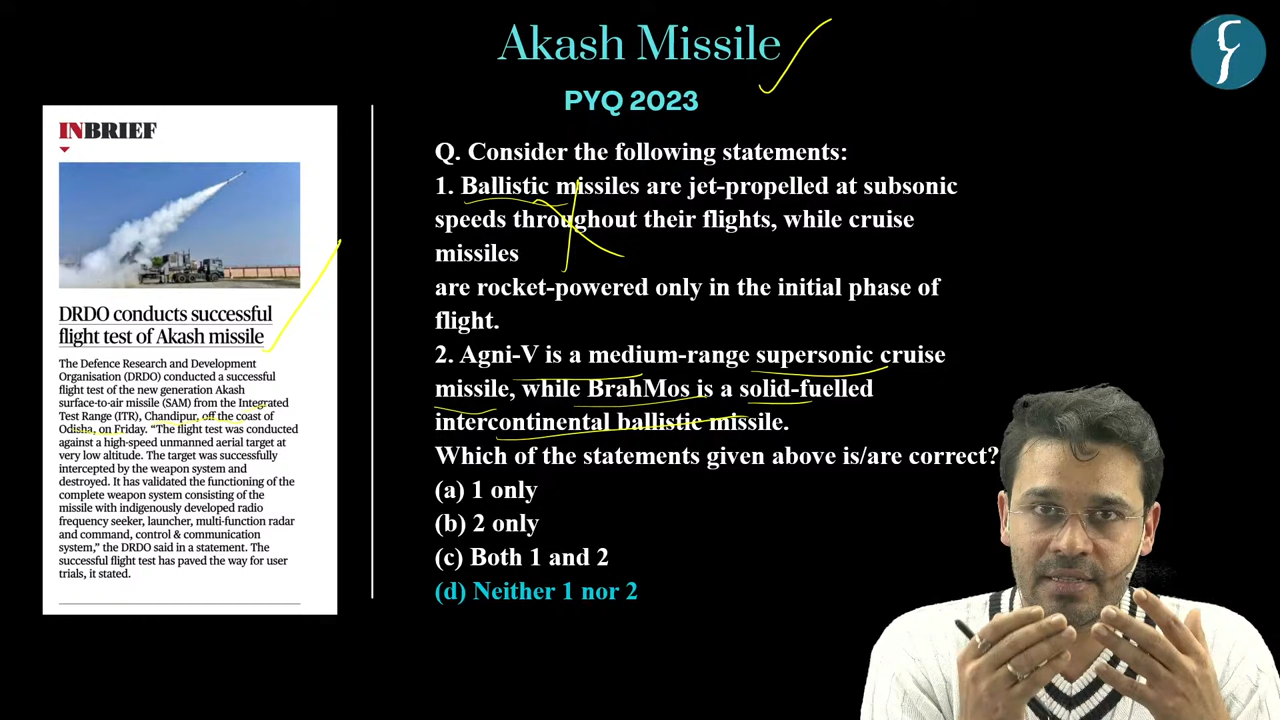 Akash Missile
PYQ 2023
INBRIEF
DRDO conducts successful
flight test of Akash missile
The Defence Research and Development
Organisation (DRDO) conducted a successful
flight test of the new generation Akash
surface-to-air missile (SAM) from the Integrated
Test Range (ITR), Chandipur, off the coast of
Odisha, on Friday. “The flight test was conducted
against a high-speed unmanned aerial target at
very low altitude. The target was successfully
intercepted by the weapon system and
destroyed. It has validated the functioning of the
complete weapon system consisting of the
missile with indigenously developed radio
frequency seeker, launcher, multi-function radar
and command, control & communication
system,” the DRDO said in a statement. The
successful flight test has paved the way for user
trials, it stated.
Q. Consider the following statements:
1. Ballistic missiles are jet-propelled at subsonic
speeds throughout their flights, while cruise
missiles
are rocket-powered only in the initial phase of
flight.
2. Agni-V is a medium-range supersonic cruise
missile, while BrahMos is a solid-fuelled
intercontinental ballistic missile.
Which of the statements given above is/are correct?
(a) 1 only
(b) 2 only
(c) Both 1 and 2
(d) Neither 1 nor 2